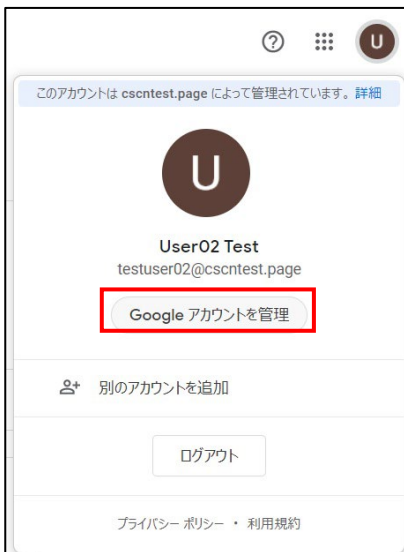 U
このアカウントは cscntest.page によって管理されています。 詳細
U
User02 Test
testuser02@cscntest.page
Google アカウントを管理
別のアカウントを追加
ログアウト
プライバシー ポリシー ・ 利用規約